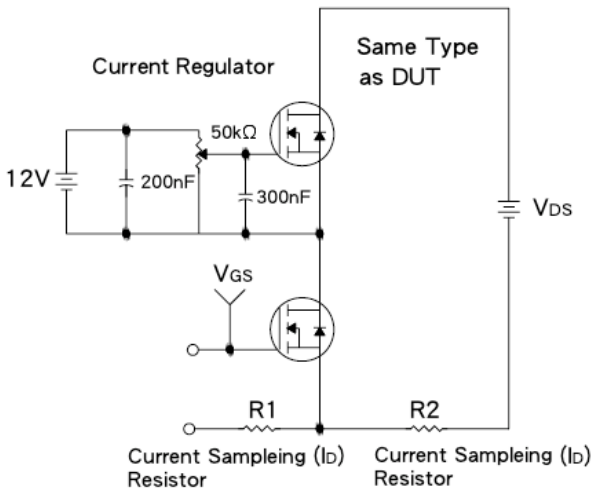 Same Type
as DUT
Current Regulator
50kΩ
12V
200nF
300nF
VDS
VGS
R1
R2
Current Sampleing (ID)
Resistor
Current Sampleing (ID)
Resistor